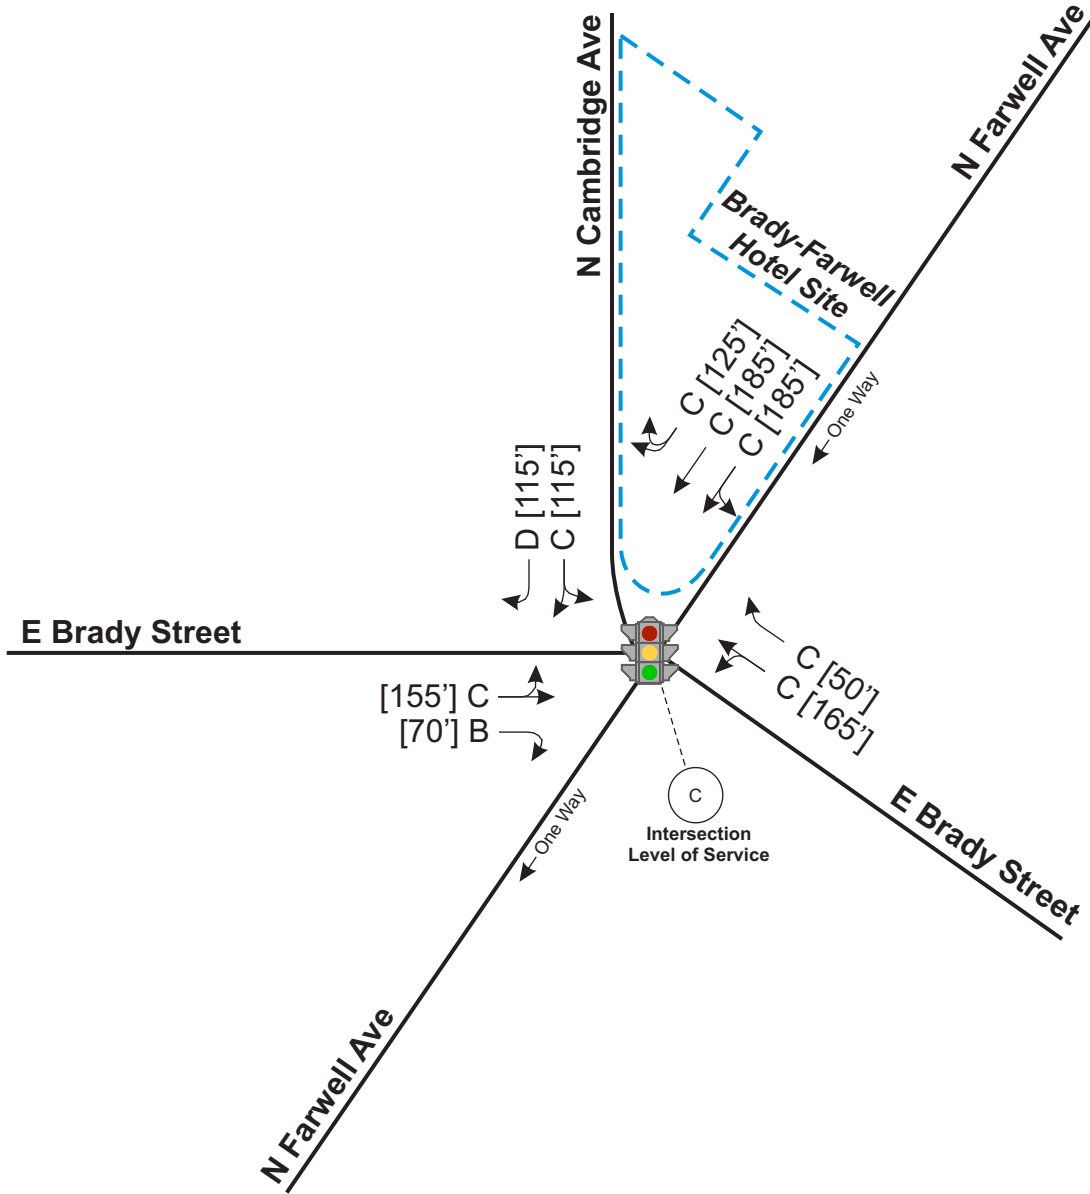 N Cambridge Ave
N Farwell Ave
Brady-Farwell
Hotel Site
C [125']
C [185']
C [185']
One Way
D [115']
C [115']
E Brady Street
[155'] C
[70'] B
C [50']
C [165']
C
Intersection
Level of Service
One Way
E Brady Street
N Farwell Ave